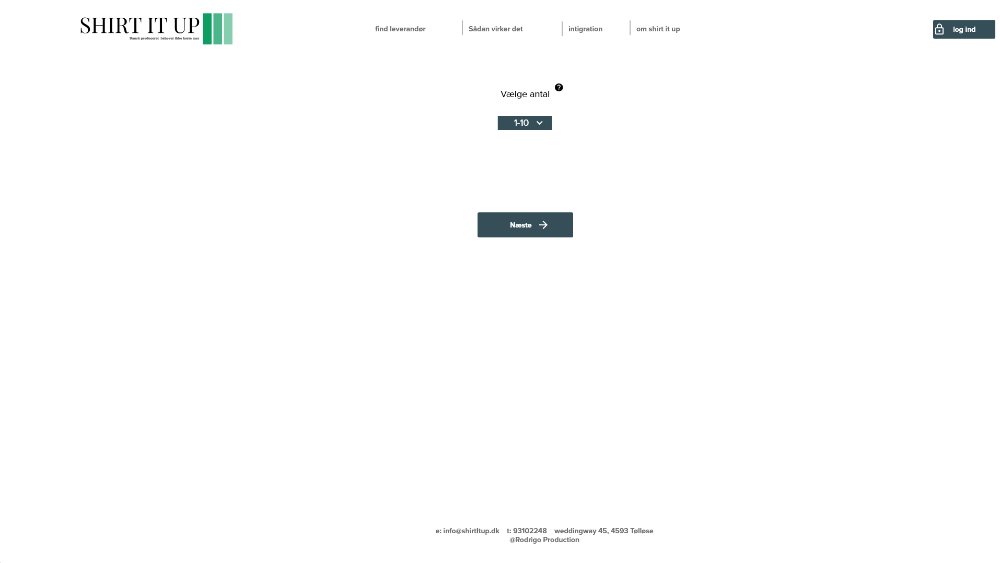 SHIRT IT UP
Dansk produceret behøver ikke koste mer
find leverandør
Sådan virker det
intigration
om shirt it up
log ind
Vælge antal
1-10
Næste
e: info@shirtItup.dk t: 93102248 weddingway 45, 4593 Tølløse
@Rodrigo Production